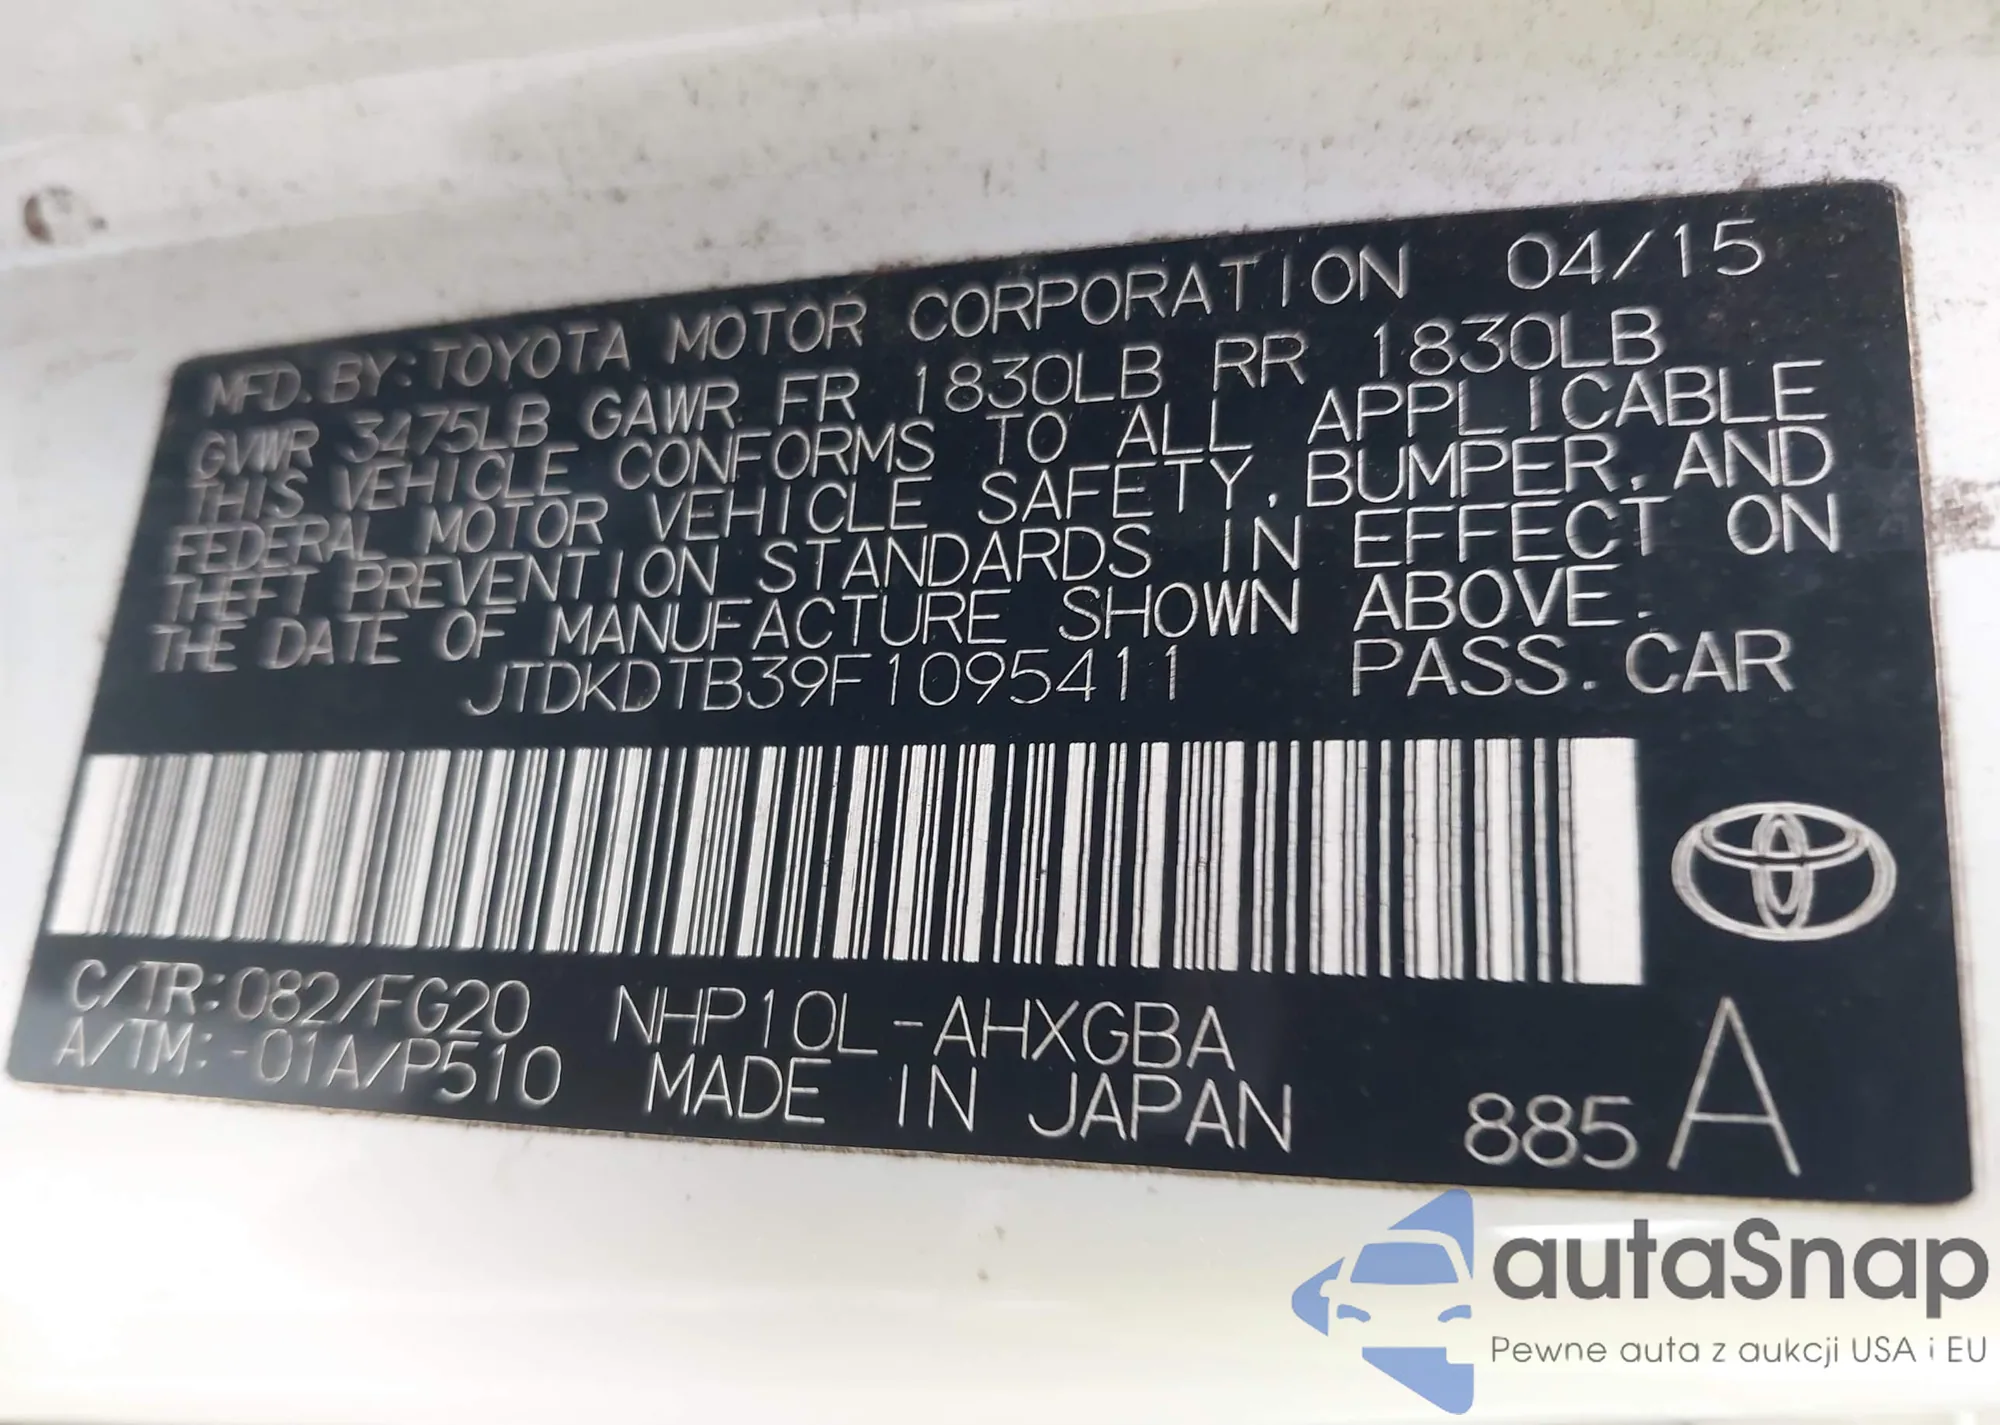 MFD. BY: TOYOTA MOTOR CORPORATION 04/15
GVWR 3475LB GAWR FR 1830LB RR 1830LB
THIS VEHICLE CONFORMS TO ALL APPLICABLE
FEDERAL MOTOR VEHICLE SAFETY, BUMPER, AND
THEFT PREVENTION STANDARDS IN EFFECT ON
THE DATE OF MANUFACTURE SHOWN ABOVE.
JTDKDTB39F1095411 PASS. CAR
C/TR: 082/FG20 NHP10L-AHXGBA
A/TM: -01A/P510 MADE IN JAPAN 885A
autaSnap
Pewne auta z aukcji USA i EU